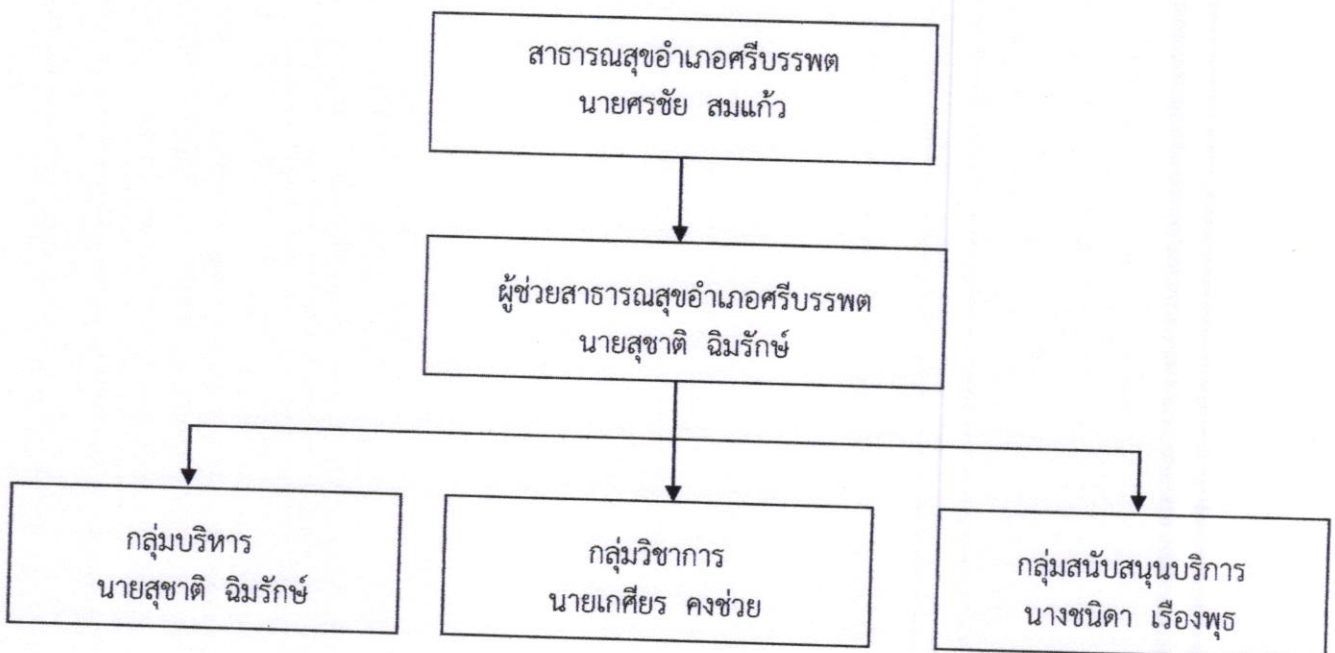 สาธารณสุขอำเภอศรีบรรพต
นายศรชัย สมแก้ว
ผู้ช่วยสาธารณสุขอำเภอศรีบรรพต
นายสุชาติ ฉิมรักษ์
กลุ่มบริหาร
นายสุชาติ ฉิมรักษ์
กลุ่มวิชาการ
นายเกศียร คงช่วย
กลุ่มสนับสนุนบริการ
นางชนิดา เรืองพุธ